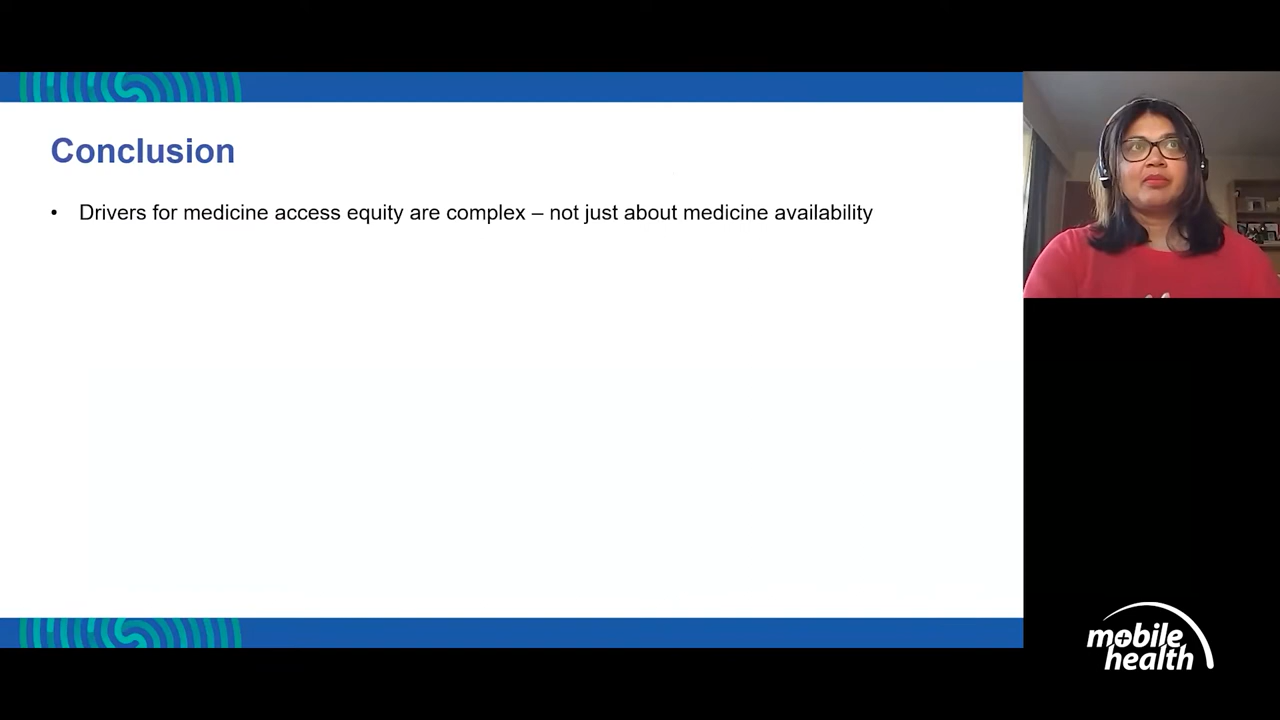 Conclusion
• Drivers for medicine access equity are complex – not just about medicine availability
mobile
health